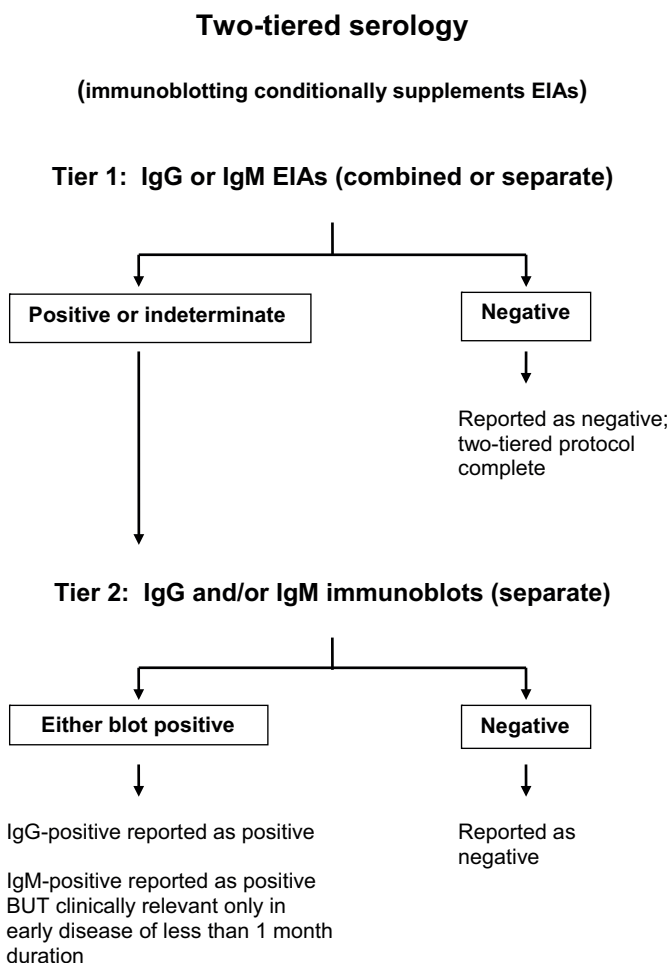 Two-tiered serology
(immunoblotting conditionally supplements EIAs)
Tier 1:  IgG or IgM EIAs (combined or separate)
Positive or indeterminate
Negative
Reported as negative;
two-tiered protocol
complete
Tier 2:  IgG and/or IgM immunoblots (separate)
Either blot positive
Negative
IgG-positive reported as positive
IgM-positive reported as positive
BUT clinically relevant only in
early disease of less than 1 month
duration
Reported as
negative